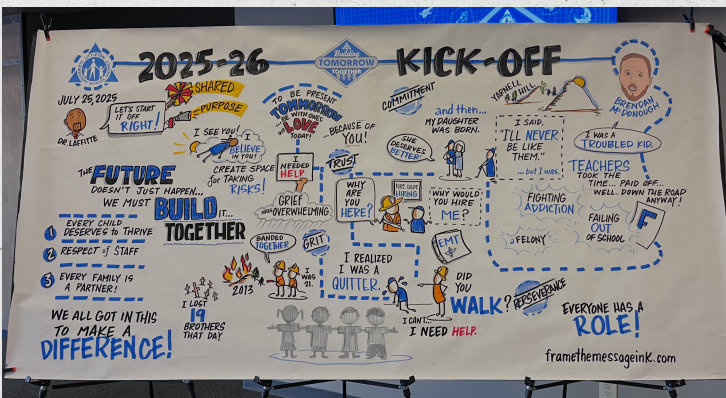 2025-26
Building
TOMORROW
TOGETHER
KICK-OFF
JULY 25, 2025
DR. LAFFITTE
LET'S START
IT OFF
RIGHT!
SHARED
PURPOSE
I SEE YOU!
I
BELIEVE
IN YOU!
CREATE SPACE
for TAKING
RISKS!
THE FUTURE
DOESN'T JUST HAPPEN...
WE MUST BUILD IT...
TOGETHER
1 EVERY CHILD
DESERVES to THRIVE
2 RESPECT of STAFF
3 EVERY FAMILY IS
A PARTNER!
WE ALL GOT IN THIS
TO MAKE A
DIFFERENCE!
TO BE PRESENT
TOMMORROW
BE WITH ONES
LOVE
TODAY!
...BECAUSE OF
YOU!
I
NEEDED
HELP
TRUST
GRIEF
OVERWHELMING
WHY
ARE
YOU
HERE?
FIRE DEPT
HIRING
"WHY WOULD
YOU HIRE
ME?"
BANDED
TOGETHER
GRIT
2013
I
WAS
21.
I LOST
19
BROTHERS
THAT DAY
I REALIZED
I WAS A
QUITTER.
EMT
I CAN'T...
I NEED HELP.
DID
YOU
WALK?
PERSEVERANCE
COMMITMENT
and then...
MY DAUGHTER
WAS BORN.
SHE
DESERVES
BETTER!
YARNELL
HILL
BRENDAN
McDONOUGH
I SAID,
"I'LL NEVER
BE LIKE
THEM."
...but I was.
I WAS A
TROUBLED KID.
TEACHERS
TOOK THE
TIME... PAID OFF...
WELL.. DOWN THE ROAD
ANYWAY!
FIGHTING
ADDICTION
FAILING
OUT
OF SCHOOL
F
a FELONY
EVERYONE HAS A
ROLE!
framethemessageink.com